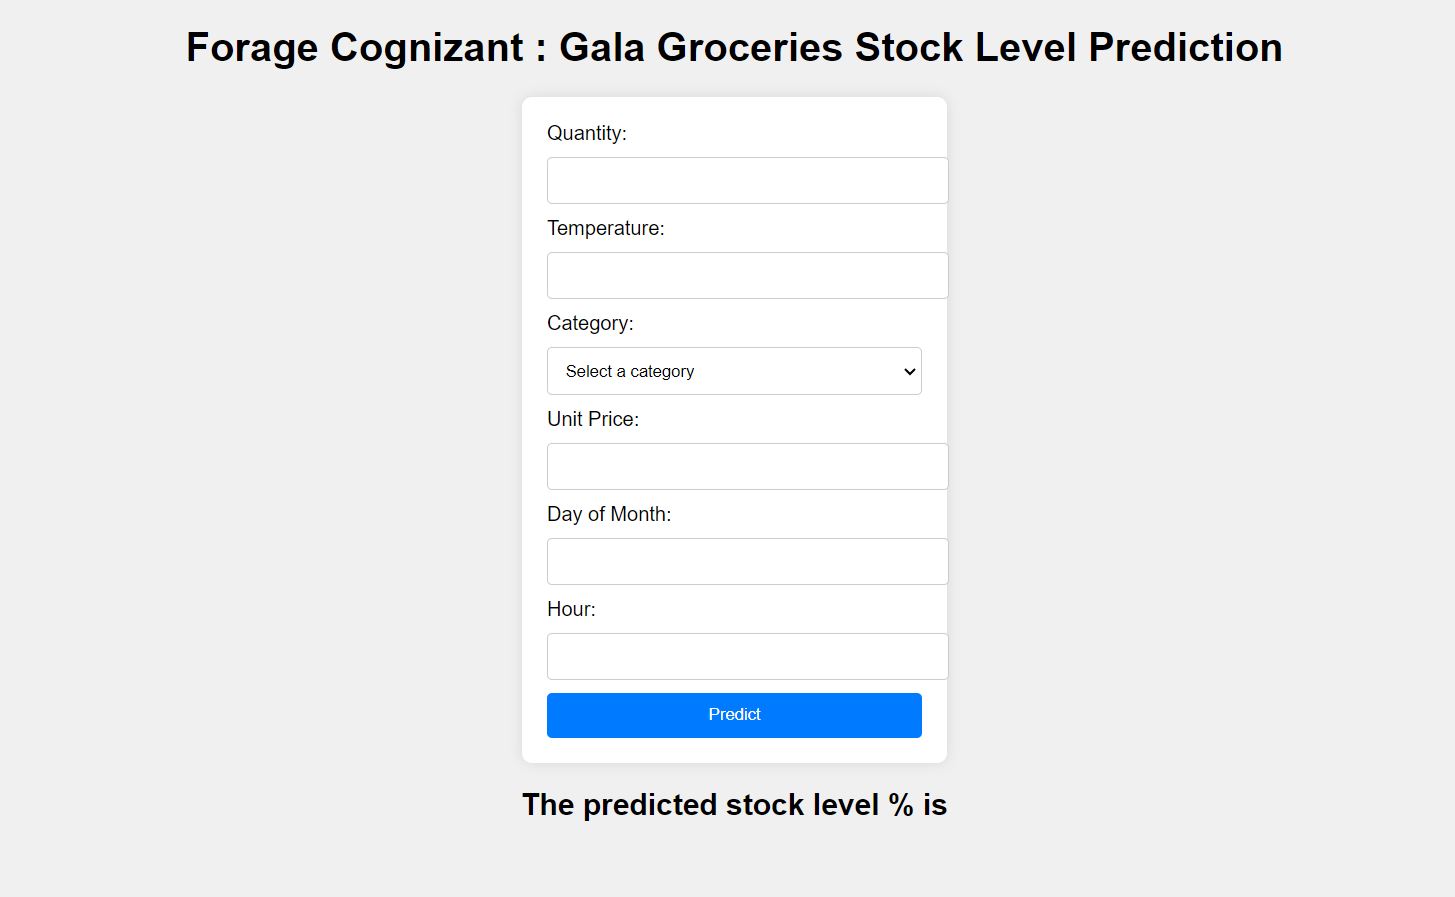 Forage Cognizant : Gala Groceries Stock Level Prediction
Quantity:
Temperature:
Category:
Select a category
Unit Price:
Day of Month:
Hour:
Predict
The predicted stock level % is